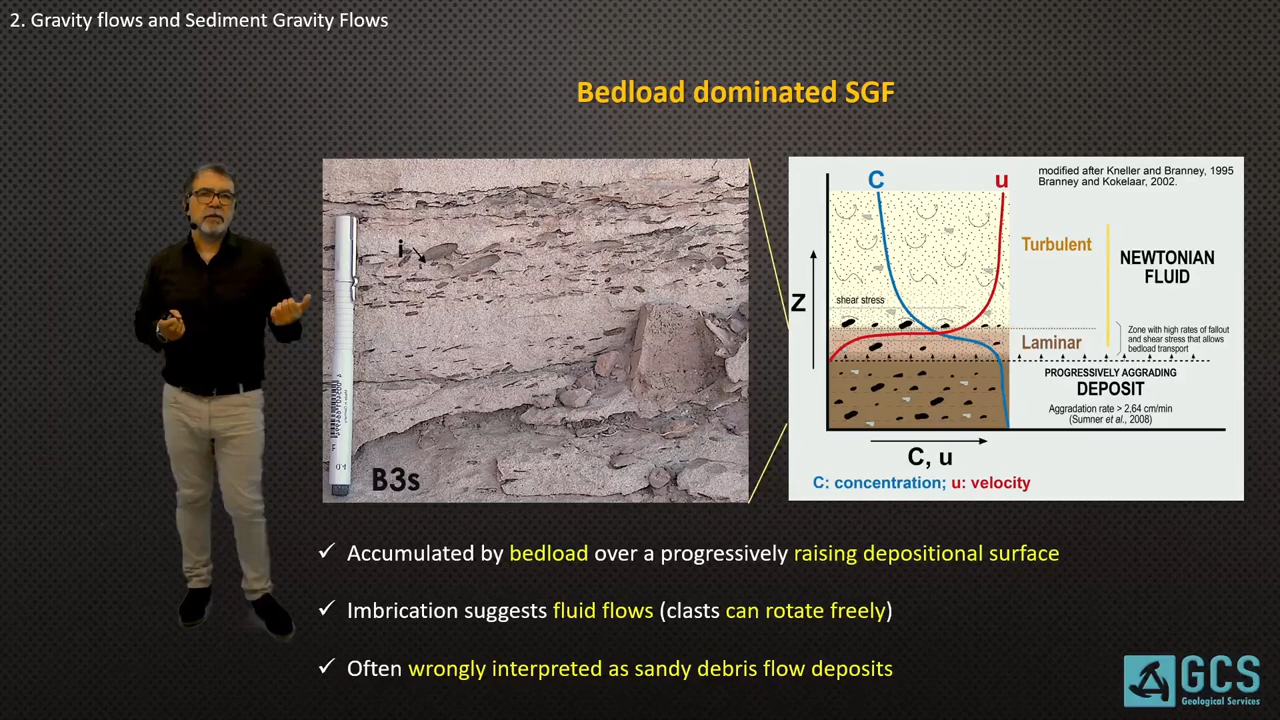 2. Gravity flows and Sediment Gravity Flows
Bedload dominated SGF
i
B3s
modified after Kneller and Branney, 1995
Branney and Kokelaar, 2002.
C
u
Z
shear stress
Turbulent
NEWTONIAN
FLUID
Laminar
Zone with high rates of fallout
and shear stress that allows
bedload transport
PROGRESSIVELY AGGRADING
DEPOSIT
Aggradation rate > 2,64 cm/min
(Sumner et al., 2008)
C, u
C: concentration; u: velocity
✓ Accumulated by bedload over a progressively raising depositional surface
✓ Imbrication suggests fluid flows (clasts can rotate freely)
✓ Often wrongly interpreted as sandy debris flow deposits
GCS
Geological Services